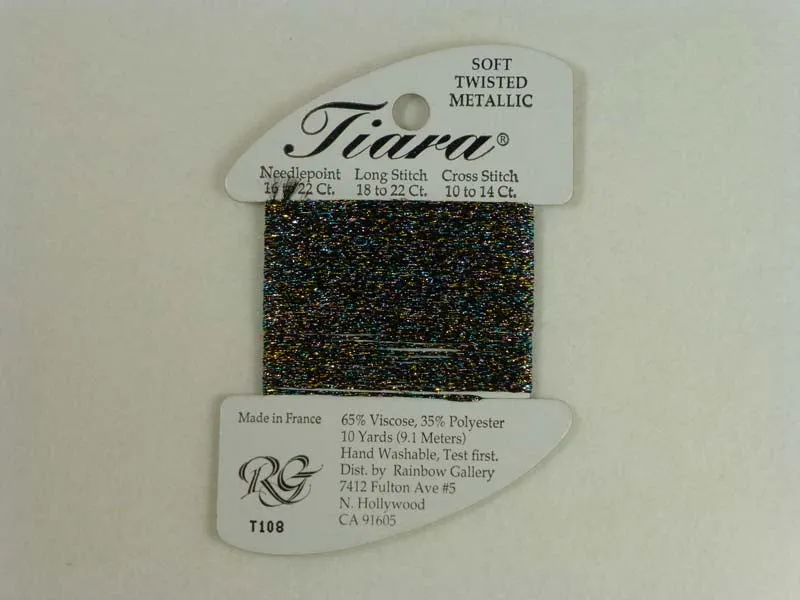 SOFT
TWISTED
METALLIC
Tiara®
Needlepoint Long Stitch Cross Stitch
16 to 22 Ct. 18 to 22 Ct. 10 to 14 Ct.
Made in France
65% Viscose, 35% Polyester
10 Yards (9.1 Meters)
Hand Washable, Test first.
Dist. by Rainbow Gallery
7412 Fulton Ave #5
N. Hollywood
CA 91605
RG
T108